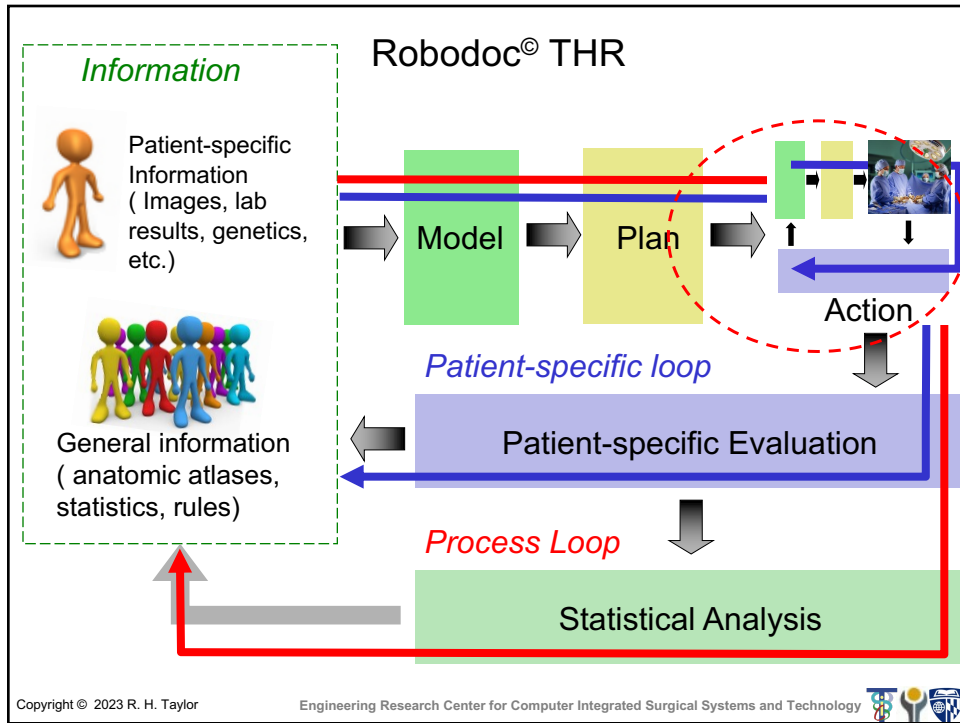 Robodoc© THR
Information
Patient-specific
Information
( Images, lab
results, genetics,
etc.)
Model
Plan
Action
Patient-specific loop
Patient-specific Evaluation
General information
( anatomic atlases,
statistics, rules)
Process Loop
Statistical Analysis
Copyright © 2023 R. H. Taylor
Engineering Research Center for Computer Integrated Surgical Systems and Technology